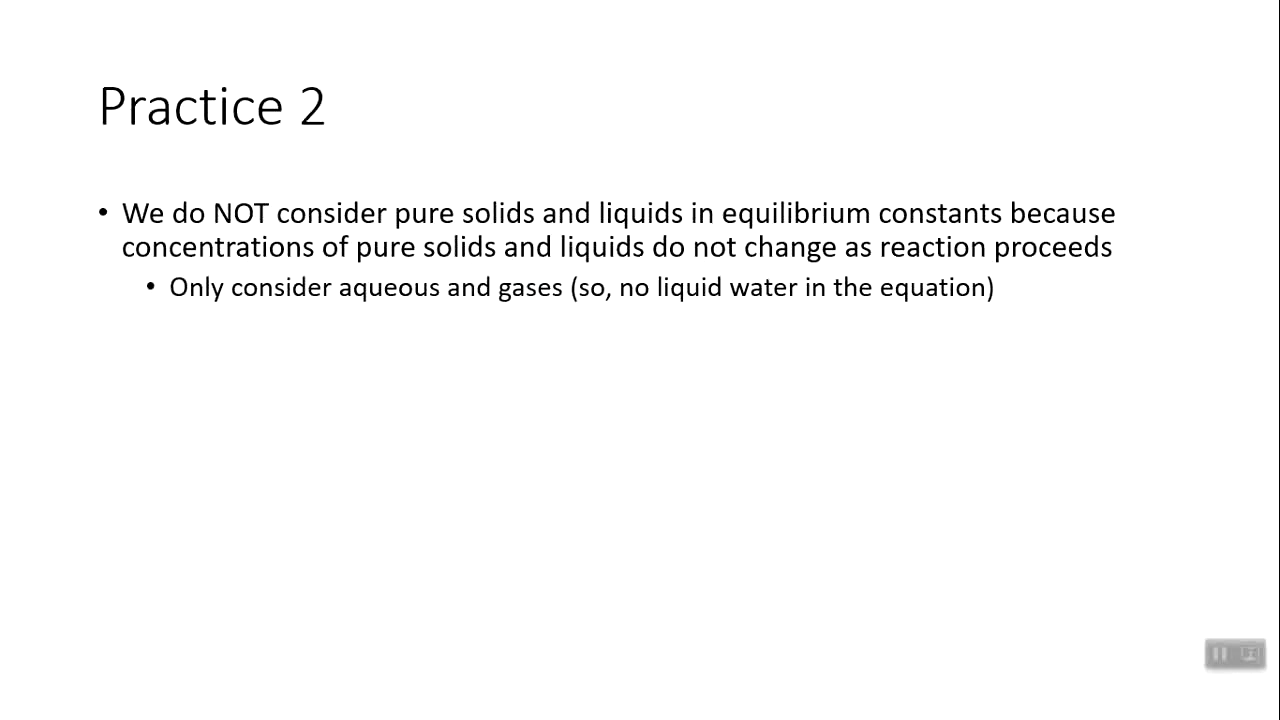 Practice 2
• We do NOT consider pure solids and liquids in equilibrium constants because
concentrations of pure solids and liquids do not change as reaction proceeds
• Only consider aqueous and gases (so, no liquid water in the equation)